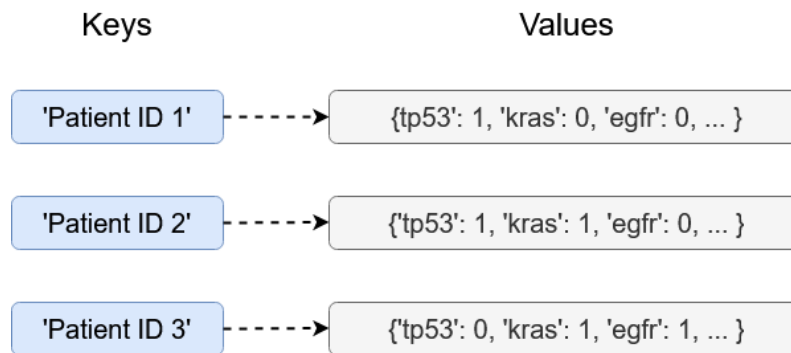 Keys Values
'Patient ID 1' {tp53': 1, 'kras': 0, 'egfr': 0, ... }
'Patient ID 2' {'tp53': 1, 'kras': 1, 'egfr': 0, ... }
'Patient ID 3' {'tp53': 0, 'kras': 1, 'egfr': 1, ... }